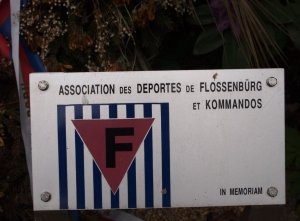 ASSOCIATION DES DEPORTES DE FLOSSENBÜRG
ET KOMMANDOS
F
IN MEMORIAM